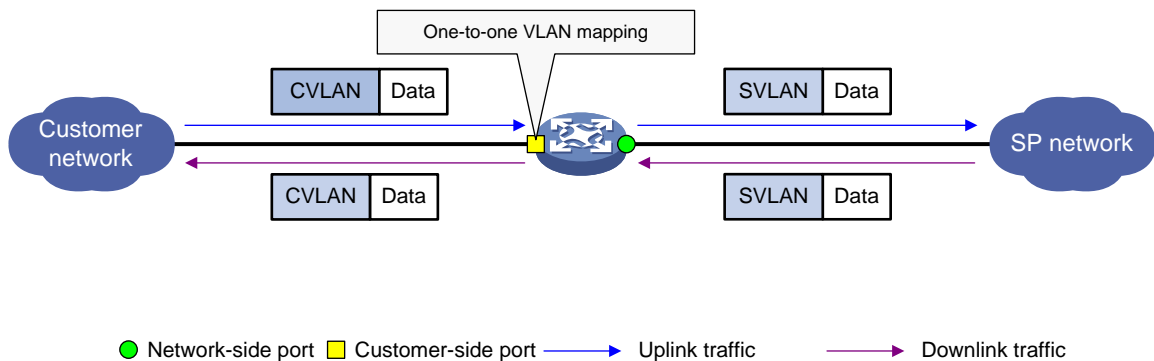 One-to-one VLAN mapping
CVLAN Data
SVLAN Data
Customer
network
SP network
CVLAN Data
SVLAN Data
Network-side port Customer-side port Uplink traffic Downlink traffic